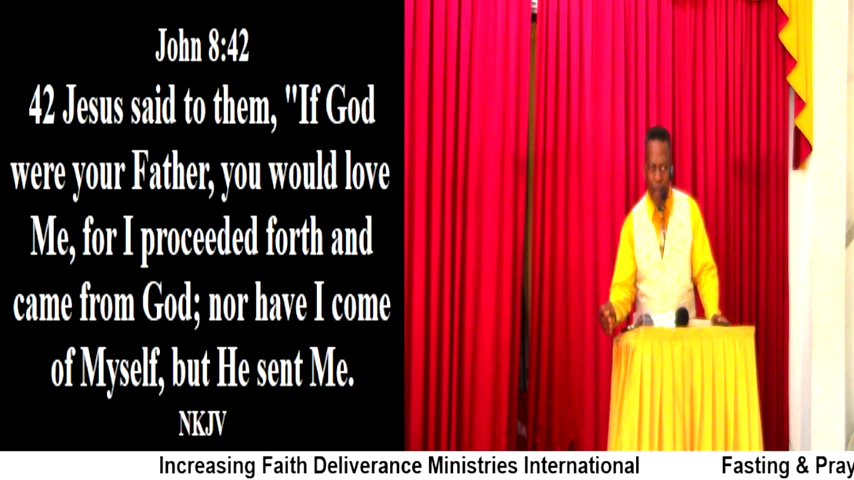 John 8:42
42 Jesus said to them, "If God
were your Father, you would love
Me, for I proceeded forth and
came from God; nor have I come
of Myself, but He sent Me.
NKJV
Increasing Faith Deliverance Ministries International Fasting & Pray